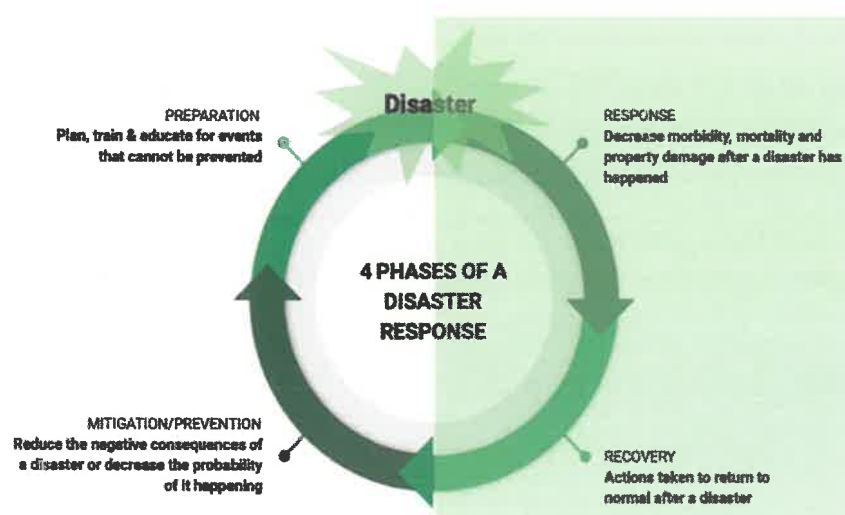 Disaster
PREPARATION
Plan, train & educate for events
that cannot be prevented
RESPONSE
Decrease morbidity, mortality and
property damage after a disaster has
happened
4 PHASES OF A
DISASTER
RESPONSE
MITIGATION/PREVENTION
Reduce the negative consequences of
a disaster or decrease the probability
of it happening
RECOVERY
Actions taken to return to
normal after a disaster